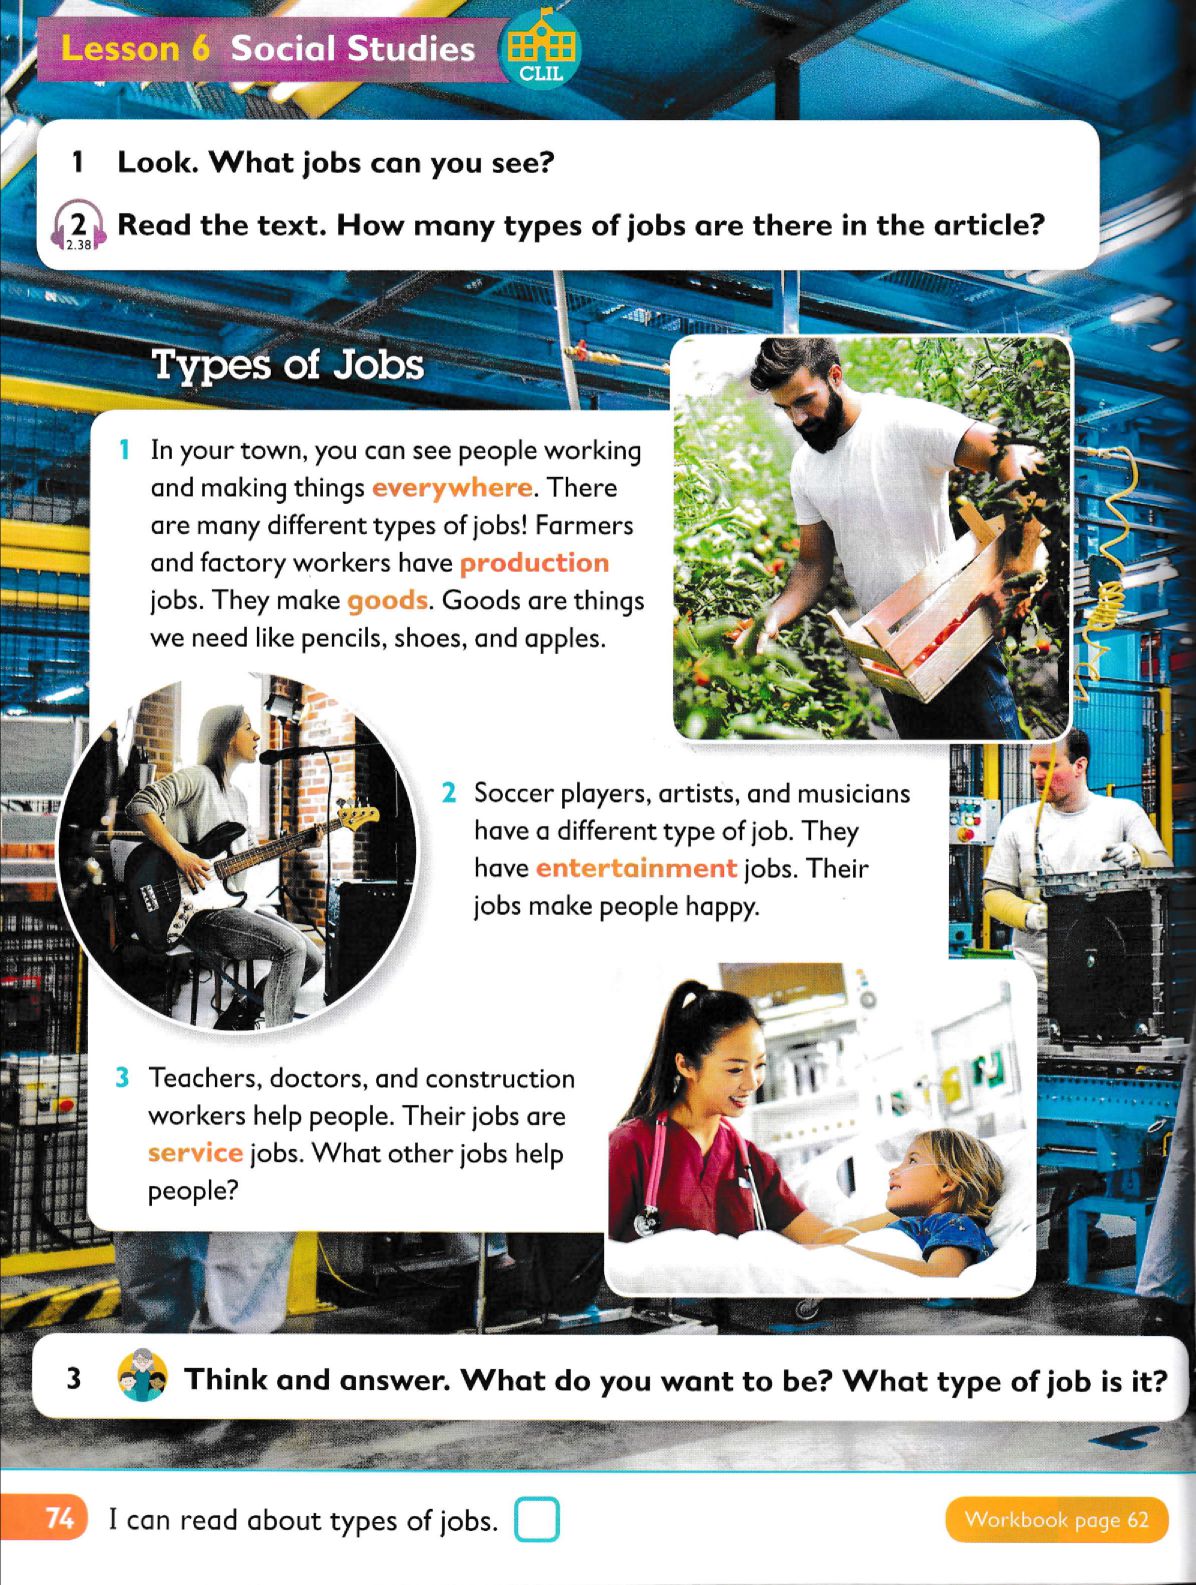 Lesson 6 Social Studies
CLIL
1 Look. What jobs can you see?
2 Read the text. How many types of jobs are there in the article?
2.38
Types of Jobs
1 In your town, you can see people working
and making things everywhere. There
are many different types of jobs! Farmers
and factory workers have production
jobs. They make goods. Goods are things
we need like pencils, shoes, and apples.
2 Soccer players, artists, and musicians
have a different type of job. They
have entertainment jobs. Their
jobs make people happy.
3 Teachers, doctors, and construction
workers help people. Their jobs are
service jobs. What other jobs help
people?
3 Think and answer. What do you want to be? What type of job is it?
74 I can read about types of jobs.
Workbook page 62